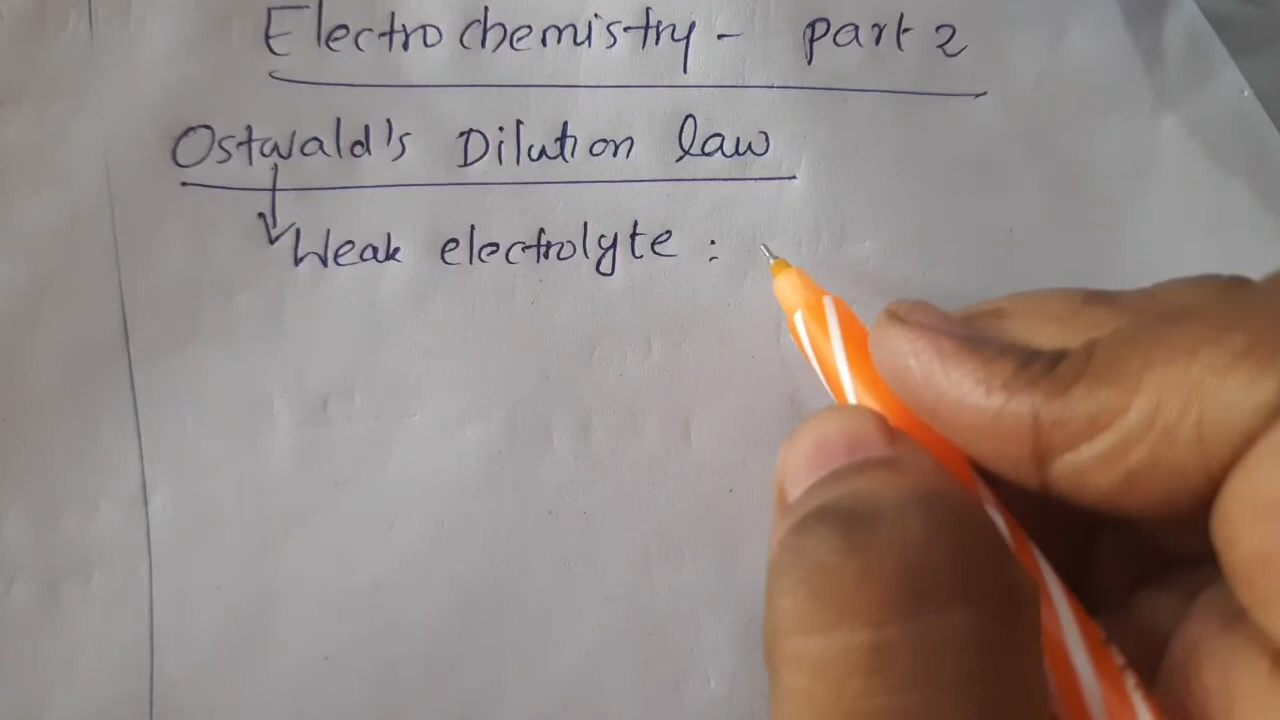 Electrochemistry - part 2
Ostwald's Dilution law
Weak electrolyte :